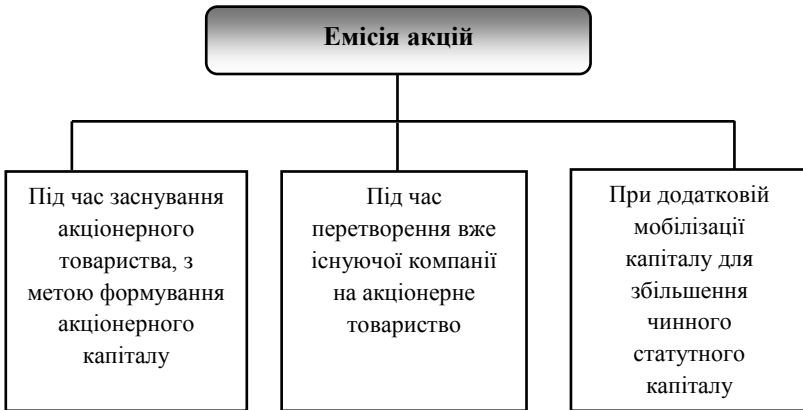 Емісія акцій
Під час заснування
акціонерного
товариства, з
метою формування
акціонерного
капіталу
Під час
перетворення вже
існуючої компанії
на акціонерне
товариство
При додатковій
мобілізації
капіталу для
збільшення
чинного
статутного
капіталу